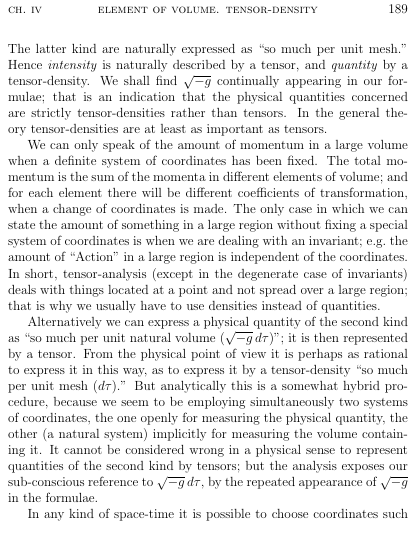 CH. IV ELEMENT OF VOLUME. TENSOR-DENSITY 189
The latter kind are naturally expressed as “so much per unit mesh.”
Hence intensity is naturally described by a tensor, and quantity by a
tensor-density. We shall find √−g continually appearing in our for-
mulae; that is an indication that the physical quantities concerned
are strictly tensor-densities rather than tensors. In the general the-
ory tensor-densities are at least as important as tensors.
We can only speak of the amount of momentum in a large volume
when a definite system of coordinates has been fixed. The total mo-
mentum is the sum of the momenta in different elements of volume; and
for each element there will be different coefficients of transformation,
when a change of coordinates is made. The only case in which we can
state the amount of something in a large region without fixing a special
system of coordinates is when we are dealing with an invariant; e.g. the
amount of “Action” in a large region is independent of the coordinates.
In short, tensor-analysis (except in the degenerate case of invariants)
deals with things located at a point and not spread over a large region;
that is why we usually have to use densities instead of quantities.
Alternatively we can express a physical quantity of the second kind
as “so much per unit natural volume (√−g dτ)”; it is then represented
by a tensor. From the physical point of view it is perhaps as rational
to express it in this way, as to express it by a tensor-density “so much
per unit mesh (dτ).” But analytically this is a somewhat hybrid pro-
cedure, because we seem to be employing simultaneously two systems
of coordinates, the one openly for measuring the physical quantity, the
other (a natural system) implicitly for measuring the volume contain-
ing it. It cannot be considered wrong in a physical sense to represent
quantities of the second kind by tensors; but the analysis exposes our
sub-conscious reference to √−g dτ, by the repeated appearance of √−g
in the formulae.
In any kind of space-time it is possible to choose coordinates such